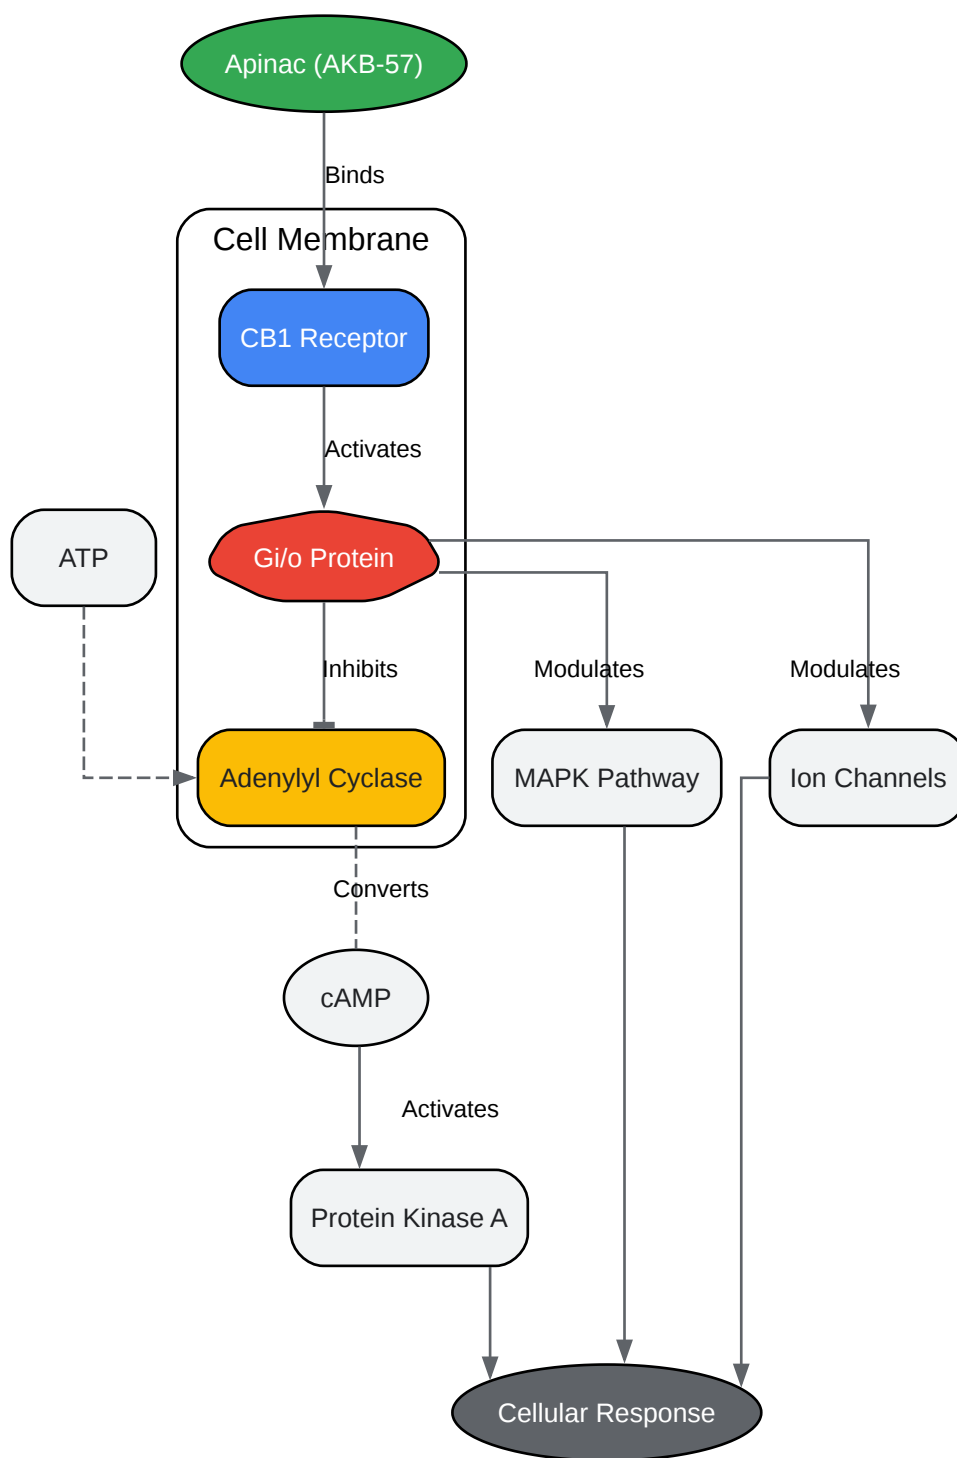 Apinac (AKB-57)
Binds
Cell Membrane
CB1 Receptor
Activates
ATP
Gi/o Protein
Inhibits
Modulates
Modulates
Adenylyl Cyclase
MAPK Pathway
Ion Channels
Converts
cAMP
Activates
Protein Kinase A
Cellular Response